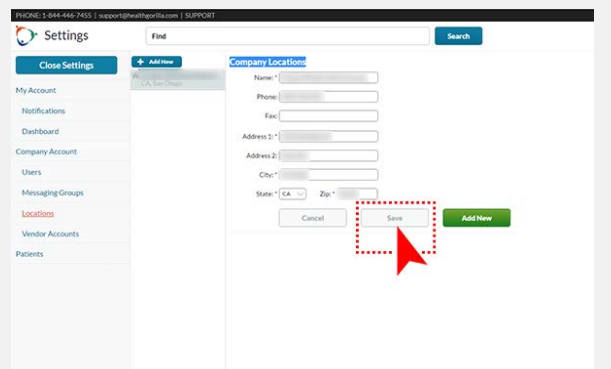 PHONE: 1-844-446-7455 | support@healthgorilla.com | SUPPORT
Settings
Find
Search
Close Settings
My Account
Notifications
Dashboard
Company Account
Users
Messaging Groups
Locations
Vendor Accounts
Patients
+ Add New
CA, San Diego
Company Locations
Name: *
Phone:
Fax:
Address 1: *
Address 2:
City: *
State: * CA Zip: *
Cancel
Save
Add New